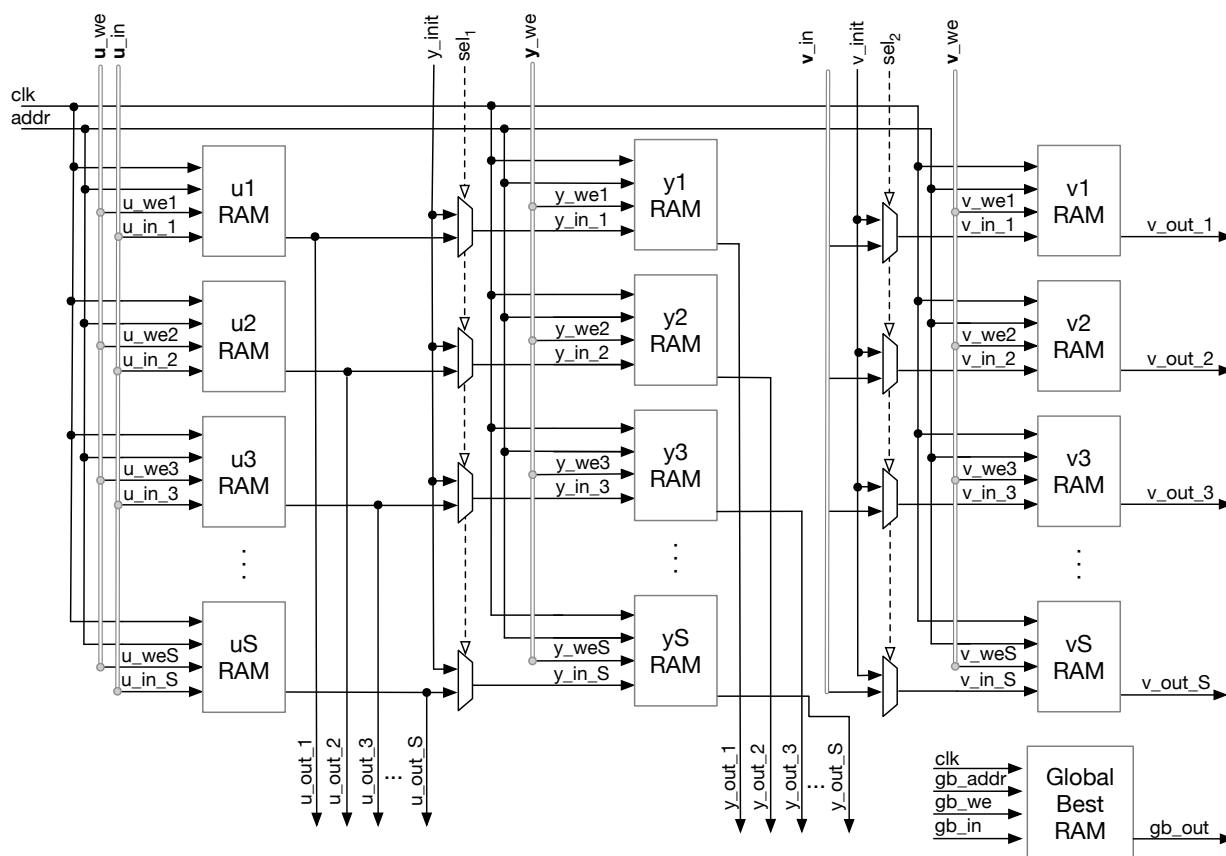 u_we
u_in
y_init
sel1
y_we
v_in
v_init
sel2
v_we
clk
addr
u1
RAM
u_we1
u_in_1
y_we1
y_in_1
y1
RAM
v_we1
v_in_1
v1
RAM
v_out_1
u2
RAM
u_we2
u_in_2
y_we2
y_in_2
y2
RAM
v_we2
v_in_2
v2
RAM
v_out_2
u3
RAM
u_we3
u_in_3
y_we3
y_in_3
y3
RAM
v_we3
v_in_3
v3
RAM
v_out_3
uS
RAM
u_weS
u_in_S
y_weS
y_in_S
yS
RAM
v_weS
v_in_S
vS
RAM
v_out_S
u_out_1
u_out_2
u_out_3
...
u_out_S
y_out_1
y_out_2
y_out_3
...
y_out_S
clk
gb_addr
gb_we
gb_in
Global
Best
RAM
gb_out